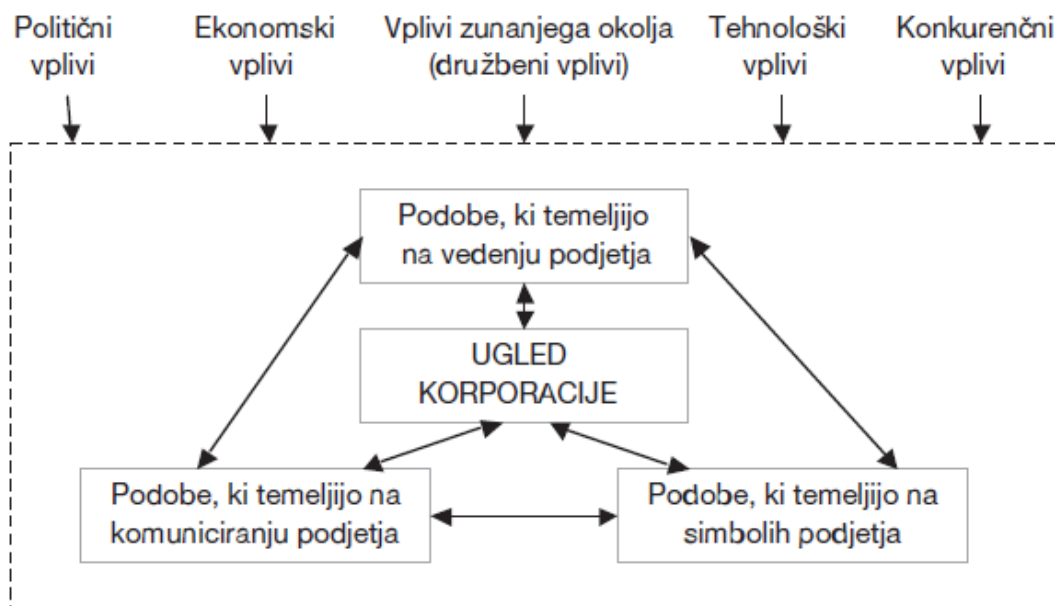 Politični
vplivi
Ekonomski
vplivi
Vplivi zunanjega okolja
(družbeni vplivi)
Tehnološki
vplivi
Konkurenčni
vplivi
Podobe, ki temeljijo
na vedenju podjetja
UGLED
KORPORACIJE
Podobe, ki temeljijo na
komuniciranju podjetja
Podobe, ki temeljijo na
simbolih podjetja